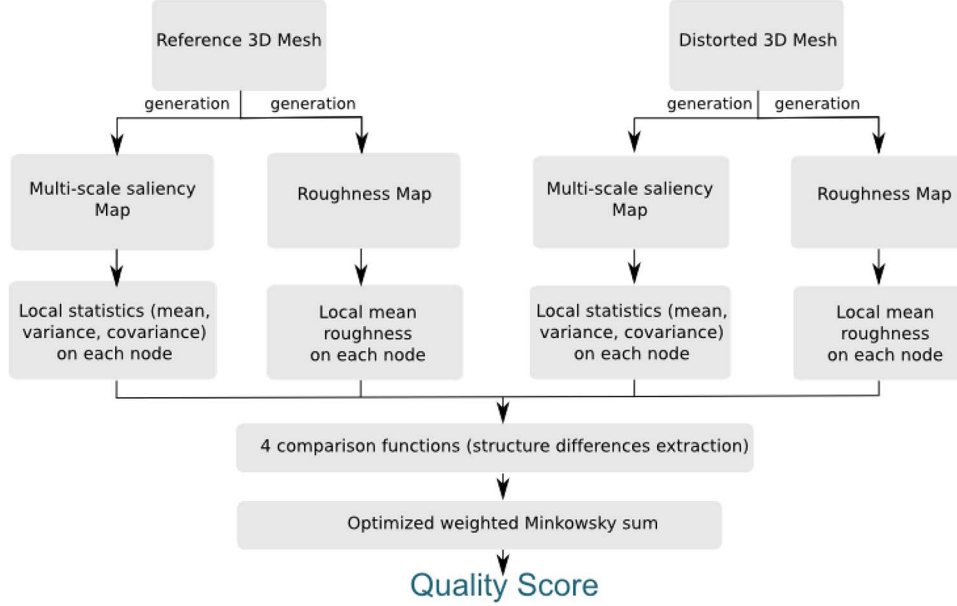 Reference 3D Mesh
Distorted 3D Mesh
generation
generation
generation
generation
Multi-scale saliency
Map
Roughness Map
Multi-scale saliency
Map
Roughness Map
Local statistics (mean,
variance, covariance)
on each node
Local mean
roughness
on each node
Local statistics (mean,
variance, covariance)
on each node
Local mean
roughness
on each node
4 comparison functions (structure differences extraction)
Optimized weighted Minkowsky sum
Quality Score